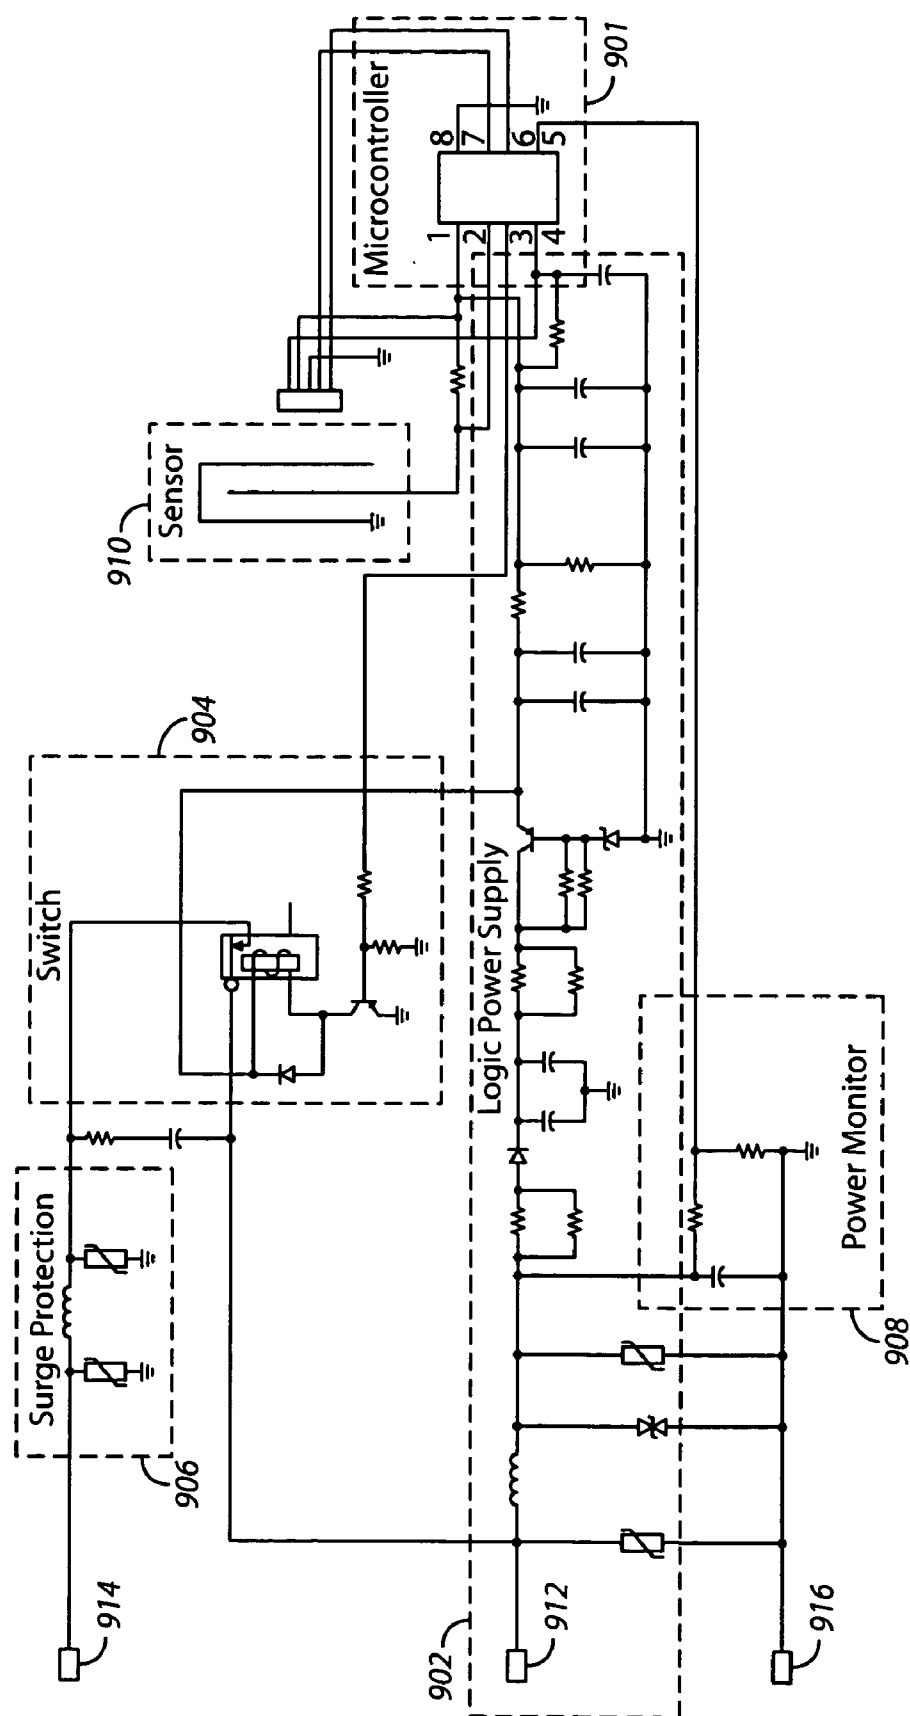 Surge Protection
906
914
Switch
904
Sensor
910
Microcontroller
901
1
2
3
4
8
7
6
5
Logic Power Supply
902
912
Power Monitor
908
916